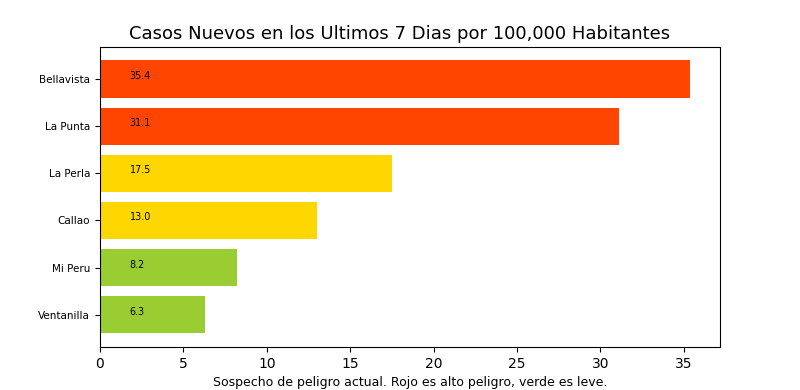 Casos Nuevos en los Ultimos 7 Dias por 100,000 Habitantes
Bellavista 35.4
La Punta 31.1
La Perla 17.5
Callao 13.0
Mi Peru 8.2
Ventanilla 6.3
0 5 10 15 20 25 30 35
Sospecho de peligro actual. Rojo es alto peligro, verde es leve.